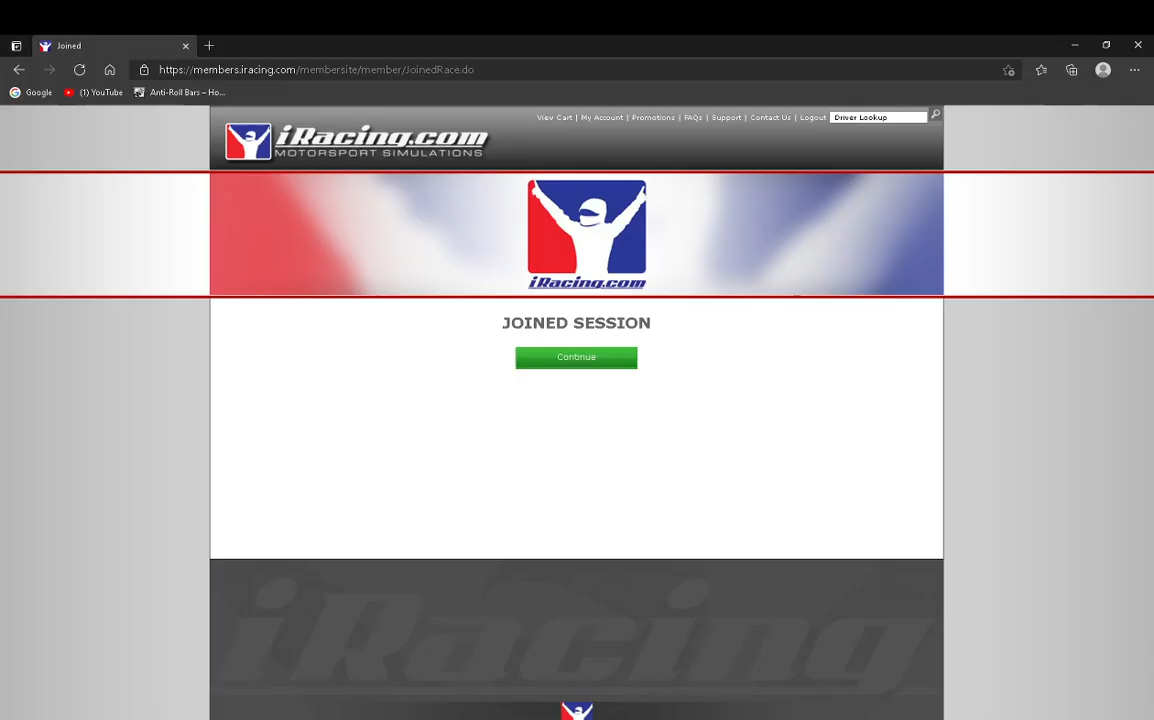 Joined
https://members.iracing.com/membersite/member/JoinedRace.do
Google (1) YouTube Anti-Roll Bars – Ho...
View Cart | My Account | Promotions | FAQs | Support | Contact Us | Logout Driver Lookup
iRacing.com
MOTORSPORT SIMULATIONS
iRacing.com
JOINED SESSION
Continue
iRacing